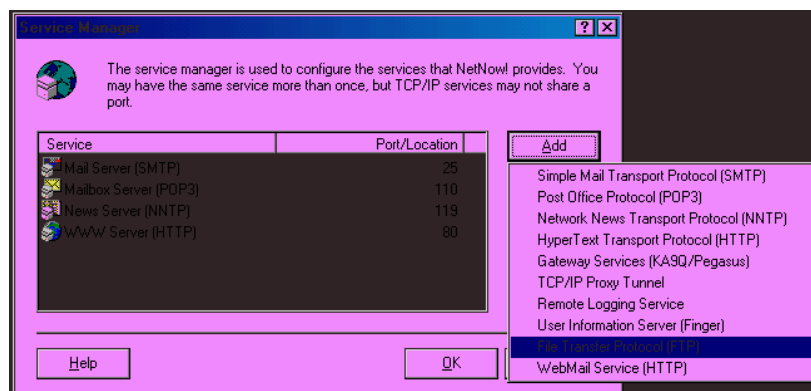 Service Manager
The service manager is used to configure the services that NetNow! provides. You
may have the same service more than once, but TCP/IP services may not share a
port.
Service Port/Location
Mail Server (SMTP) 25
Mailbox Server (POP3) 110
News Server (NNTP) 119
WWW Server (HTTP) 80
Add
Simple Mail Transport Protocol (SMTP)
Post Office Protocol (POP3)
Network News Transport Protocol (NNTP)
HyperText Transport Protocol (HTTP)
Gateway Services (KA9Q/Pegasus)
TCP/IP Proxy Tunnel
Remote Logging Service
User Information Server (Finger)
File Transfer Protocol (FTP)
WebMail Service (HTTP)
Help
OK